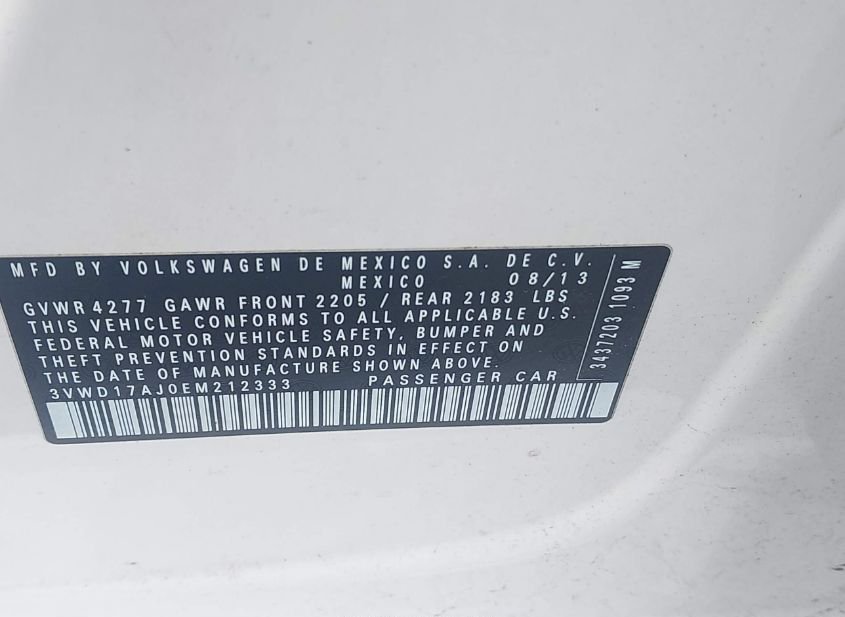 MFD BY VOLKSWAGEN DE MEXICO S.A. DE C.V.
MEXICO 08/13
GVWR 4277 GAWR FRONT 2205 / REAR 2183 LBS
THIS VEHICLE CONFORMS TO ALL APPLICABLE U.S.
FEDERAL MOTOR VEHICLE SAFETY, BUMPER AND
THEFT PREVENTION STANDARDS IN EFFECT ON
THE DATE OF MANUFACTURE SHOWN ABOVE.
3VWD17AJ0EM212333 PASSENGER CAR
3437203 1093 M